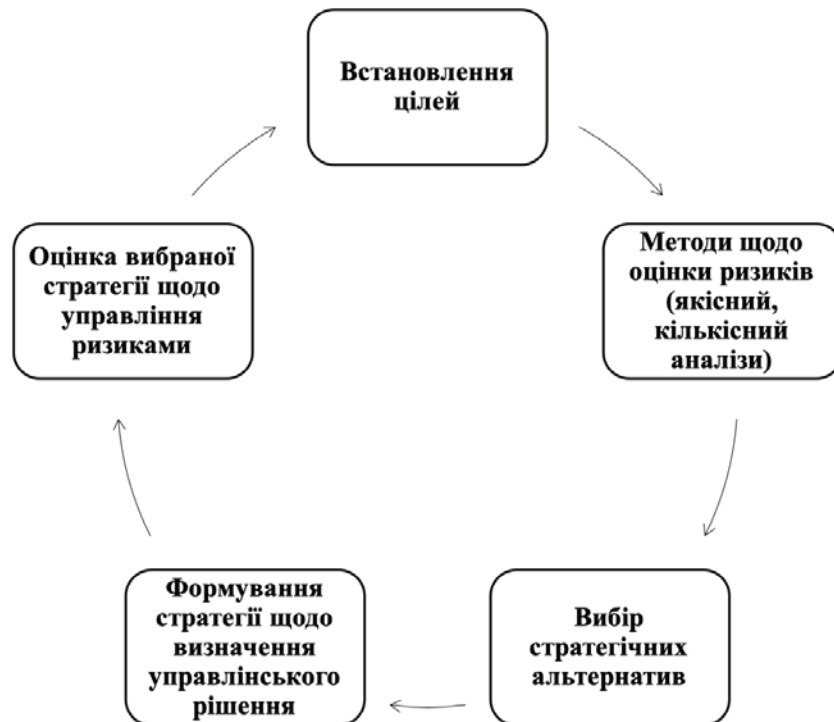 Встановлення
цілей
Методи щодо
оцінки ризиків
(якісний,
кількісний
аналізи)
Вибір
стратегічних
альтернатив
Формування
стратегії щодо
визначення
управлінського
рішення
Оцінка вибраної
стратегії щодо
управління
ризиками